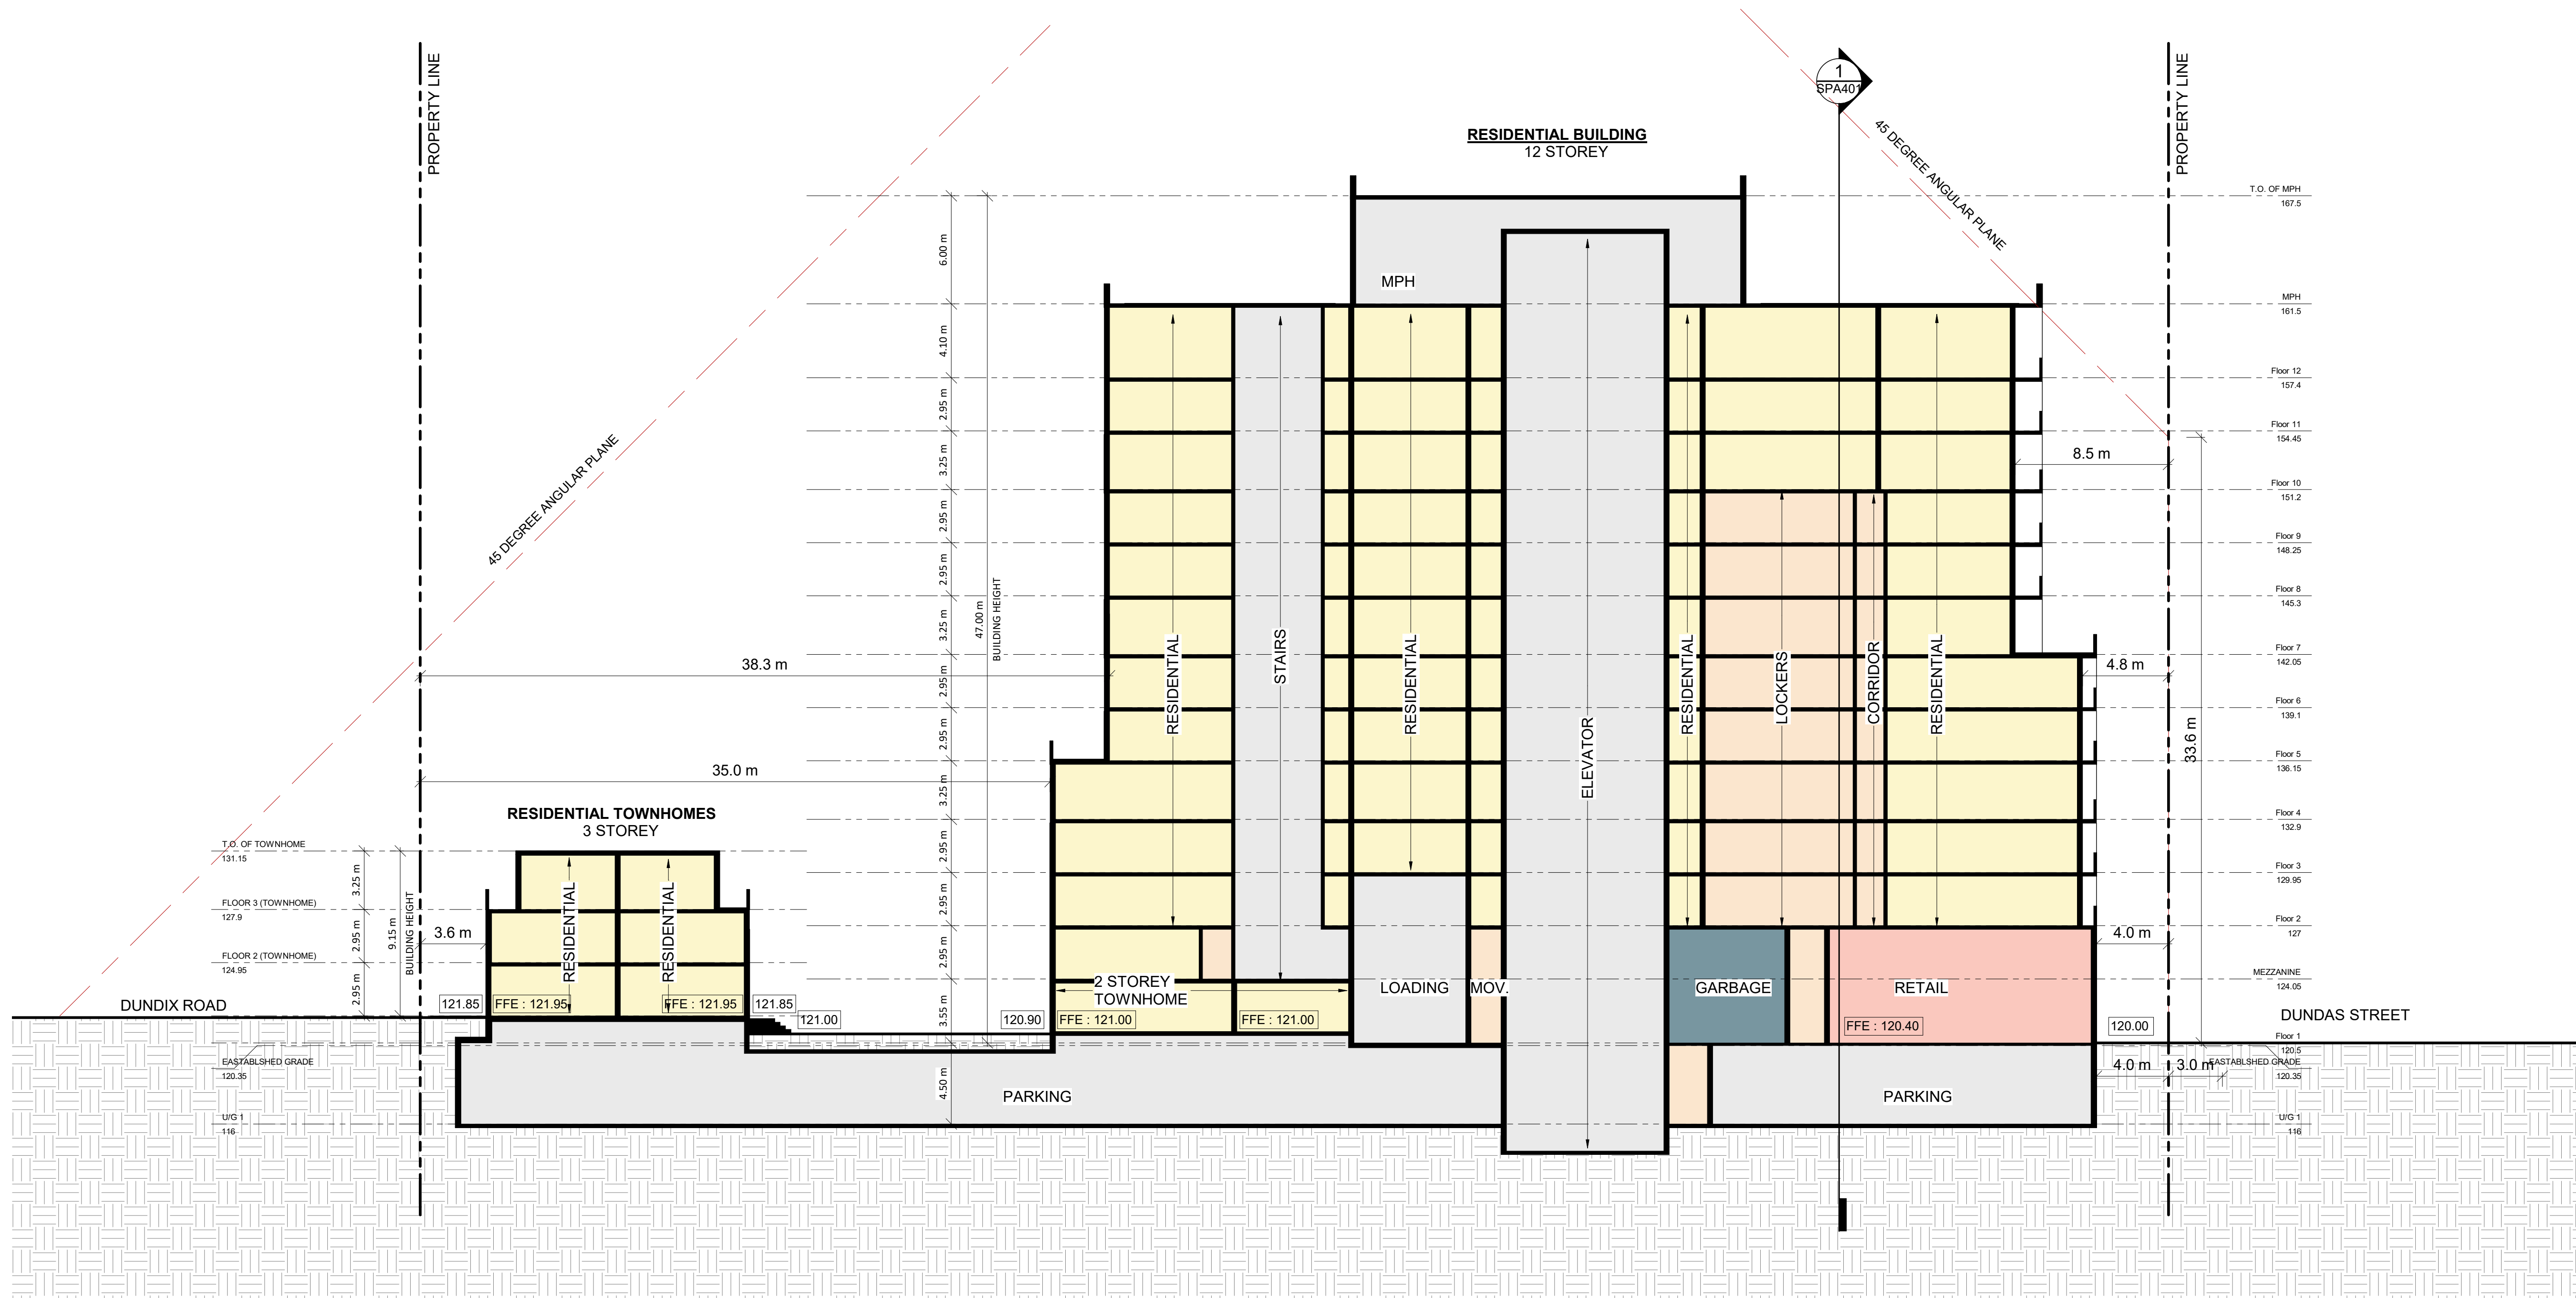 PROPERTY LINE
1
SPA401
45 DEGREE ANGULAR PLANE
PROPERTY LINE
RESIDENTIAL BUILDING
12 STOREY
T.O. OF MPH
167.5
6.00 m
MPH
MPH
161.5
4.10 m
Floor 12
157.4
2.95 m
Floor 11
154.45
3.25 m
8.5 m
Floor 10
151.2
2.95 m
Floor 9
148.25
2.95 m
Floor 8
145.3
45 DEGREE ANGULAR PLANE
47.00 m
BUILDING HEIGHT
3.25 m
Floor 7
142.05
38.3 m
4.8 m
2.95 m
RESIDENTIAL
STAIRS
RESIDENTIAL
ELEVATOR
RESIDENTIAL
LOCKERS
CORRIDOR
RESIDENTIAL
Floor 6
139.1
2.95 m
33.6 m
Floor 5
136.15
35.0 m
3.25 m
RESIDENTIAL TOWNHOMES
3 STOREY
Floor 4
132.9
2.95 m
T.O. OF TOWNHOME
131.15
3.25 m
Floor 3
129.95
2.95 m
FLOOR 3 (TOWNHOME)
127.9
9.15 m
BUILDING HEIGHT
3.6 m
RESIDENTIAL
RESIDENTIAL
Floor 2
127
4.0 m
2.95 m
2.95 m
FLOOR 2 (TOWNHOME)
124.95
2.95 m
MEZZANINE
124.05
2 STOREY
TOWNHOME
LOADING
MOV.
GARBAGE
RETAIL
DUNDIX ROAD
121.85
FFE : 121.95
FFE : 121.95
121.85
121.00
3.55 m
120.90
FFE : 121.00
FFE : 121.00
FFE : 120.40
120.00
DUNDAS STREET
Floor 1
120.5
EASTABLSHED GRADE
120.35
4.0 m
3.0 m
EASTABLSHED GRADE
120.35
4.50 m
PARKING
PARKING
U/G 1
116
U/G 1
116